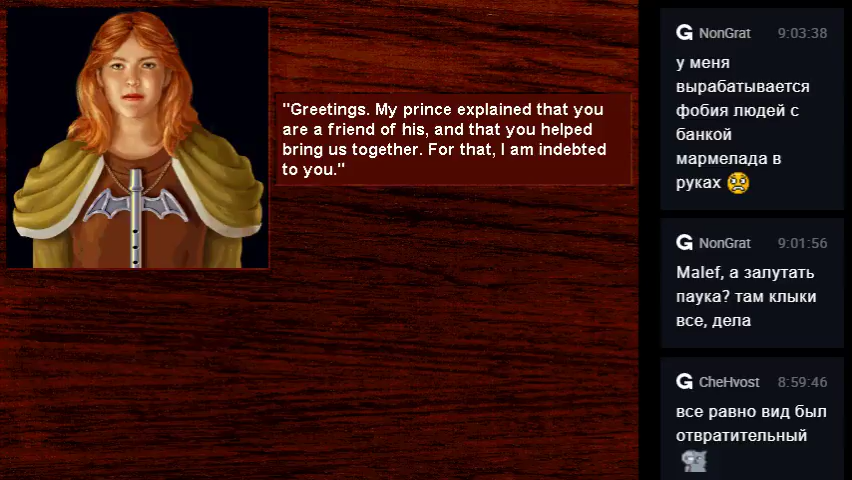 "Greetings. My prince explained that you
are a friend of his, and that you helped
bring us together. For that, I am indebted
to you."
NonGrat 9:03:38
у меня
вырабатывается
фобия людей с
банкой
мармелада в
руках
NonGrat 9:01:56
Malef, а залутать
паука? там клыки
все, дела
CheHvost 8:59:46
все равно вид был
отвратительный